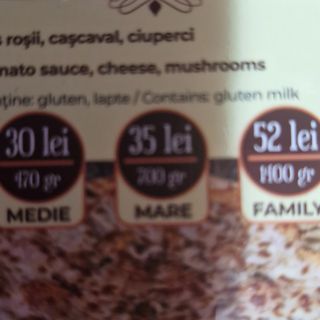 s roșii, cașcaval, ciuperci
mato sauce, cheese, mushrooms
ține: gluten, lapte / Contains: gluten milk
30 lei 35 lei 52 lei
470 gr 700 gr 1400 gr
MEDIE MARE FAMILY